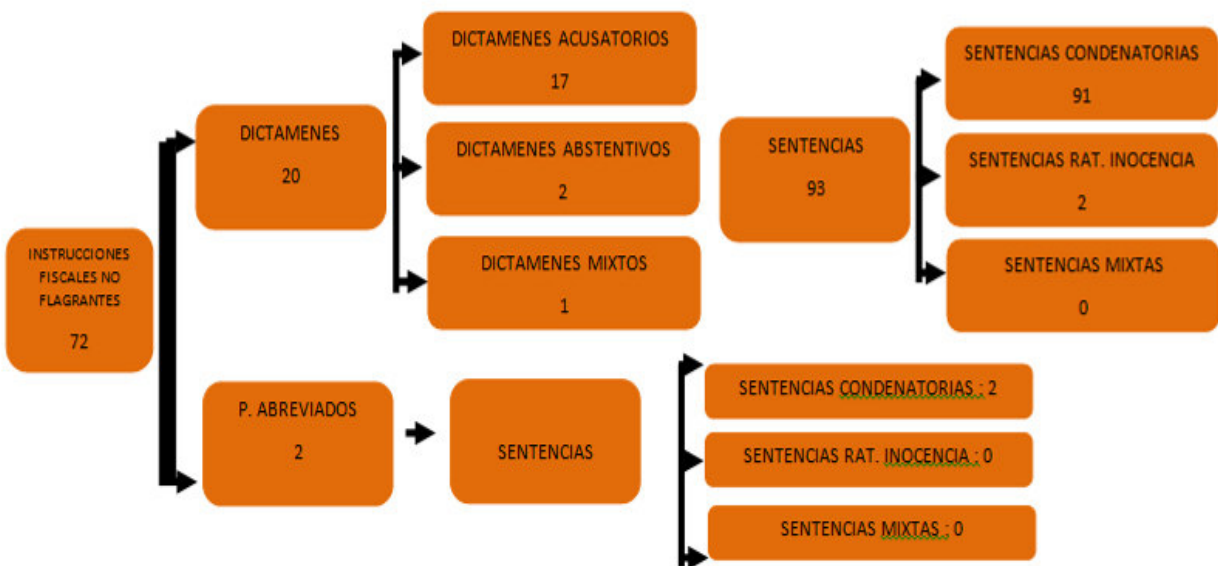 INSTRUCCIONES
FISCALES NO
FLAGRANTES
72
DICTAMENES
20
DICTAMENES ACUSATORIOS
17
DICTAMENES ABSTENTIVOS
2
DICTAMENES MIXTOS
1
SENTENCIAS
93
SENTENCIAS CONDENATORIAS
91
SENTENCIAS RAT. INOCENCIA
2
SENTENCIAS MIXTAS
0
P. ABREVIADOS
2
SENTENCIAS
SENTENCIAS CONDENATORIAS : 2
SENTENCIAS RAT. INOCENCIA : 0
SENTENCIAS MIXTAS : 0